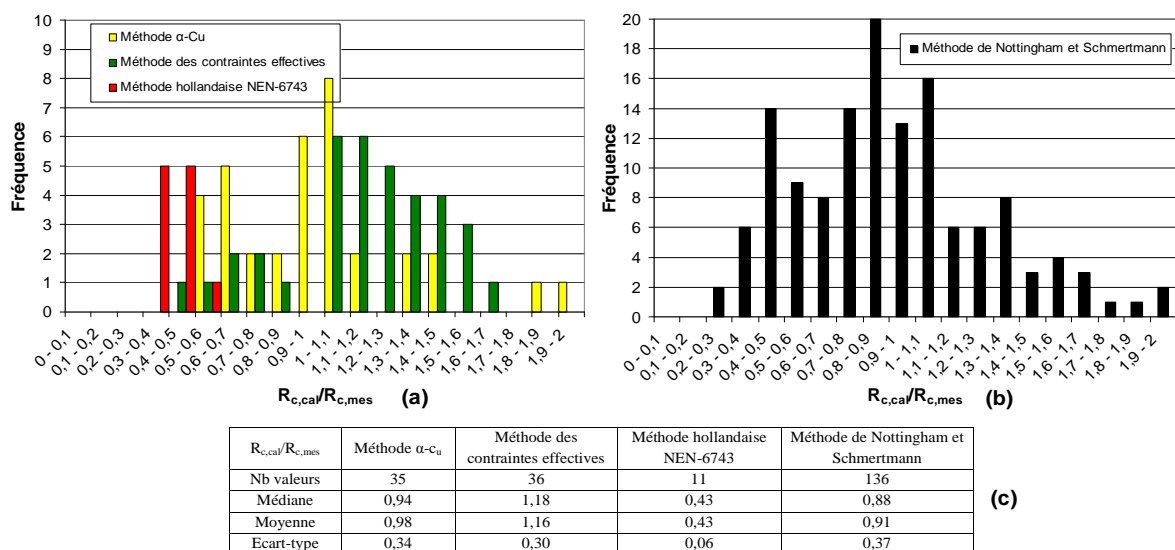 10
9
8
7
6
5
4
3
2
1
0
Fréquence
Méthode α-Cu
Méthode des contraintes effectives
Méthode hollandaise NEN-6743
0 - 0,1
0,1 - 0,2
0,2 - 0,3
0,3 - 0,4
0,4 - 0,5
0,5 - 0,6
0,6 - 0,7
0,7 - 0,8
0,8 - 0,9
0,9 - 1
1 - 1,1
1,1 - 1,2
1,2 - 1,3
1,3 - 1,4
1,4 - 1,5
1,5 - 1,6
1,6 - 1,7
1,7 - 1,8
1,8 - 1,9
1,9 - 2
Rc,cal/Rc,mes (a)
20
18
16
14
12
10
8
6
4
2
0
Fréquence
Méthode de Nottingham et Schmertmann
0 - 0,1
0,1 - 0,2
0,2 - 0,3
0,3 - 0,4
0,4 - 0,5
0,5 - 0,6
0,6 - 0,7
0,7 - 0,8
0,8 - 0,9
0,9 - 1
1 - 1,1
1,1 - 1,2
1,2 - 1,3
1,3 - 1,4
1,4 - 1,5
1,5 - 1,6
1,6 - 1,7
1,7 - 1,8
1,8 - 1,9
1,9 - 2
Rc,cal/Rc,mes (b)
Rc,cal/Rc,mes Méthode α-cu Méthode des contraintes effectives Méthode hollandaise NEN-6743 Méthode de Nottingham et Schmertmann
Nb valeurs 35 36 11 136
Médiane 0,94 1,18 0,43 0,88
Moyenne 0,98 1,16 0,43 0,91
Ecart-type 0,34 0,30 0,06 0,37
(c)